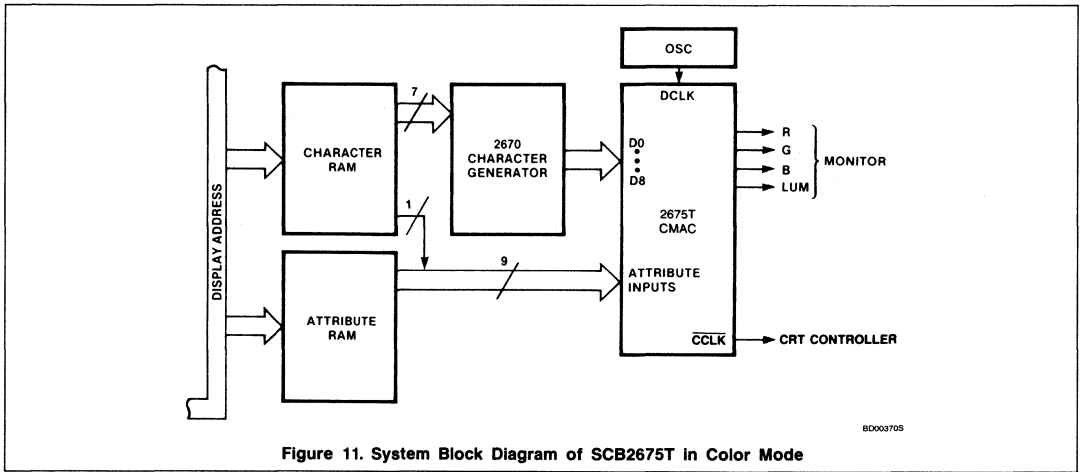 OSC
DCLK
7
CHARACTER
RAM
2670
CHARACTER
GENERATOR
D0
D8
R
G
B
LUM
MONITOR
2675T
CMAC
1
DISPLAY ADDRESS
9
ATTRIBUTE
INPUTS
ATTRIBUTE
RAM
CCLK
CRT CONTROLLER
BD00370S
Figure 11. System Block Diagram of SCB2675T in Color Mode